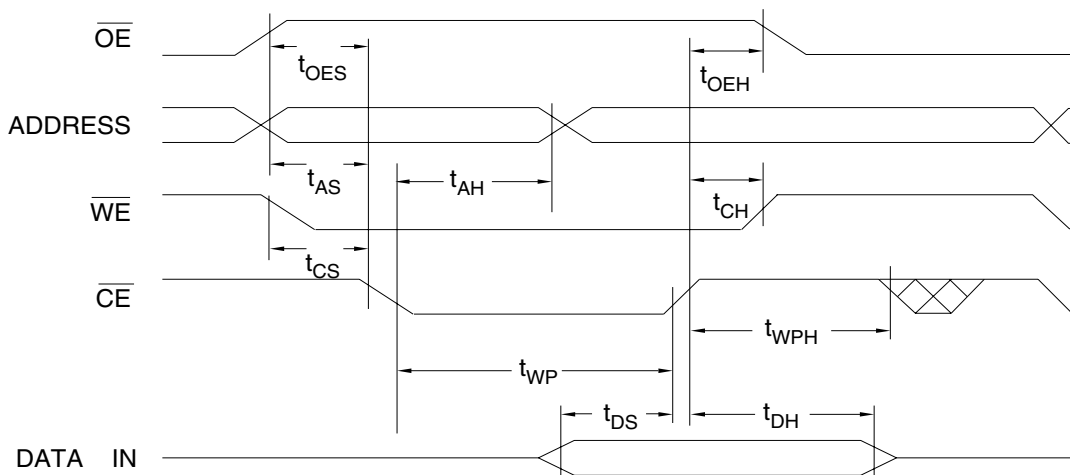 OE
tOES
tOEH
ADDRESS
tAS
tAH
WE
tCH
tCS
CE
tWPH
tWP
tDS
tDH
DATA IN